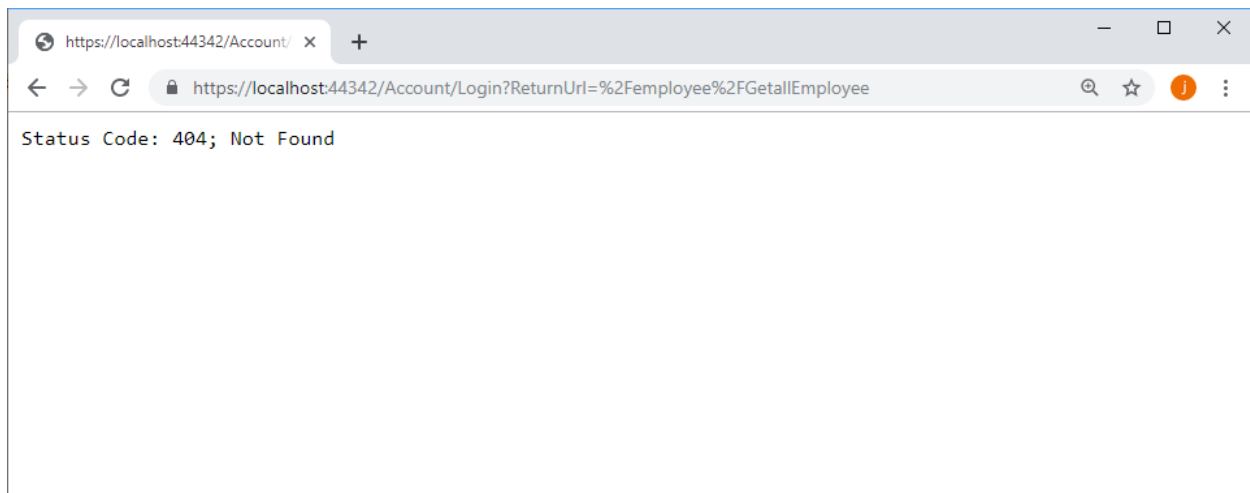 https://localhost:44342/Account/
https://localhost:44342/Account/Login?ReturnUrl=%2Femployee%2FGetallEmployee
j
Status Code: 404; Not Found